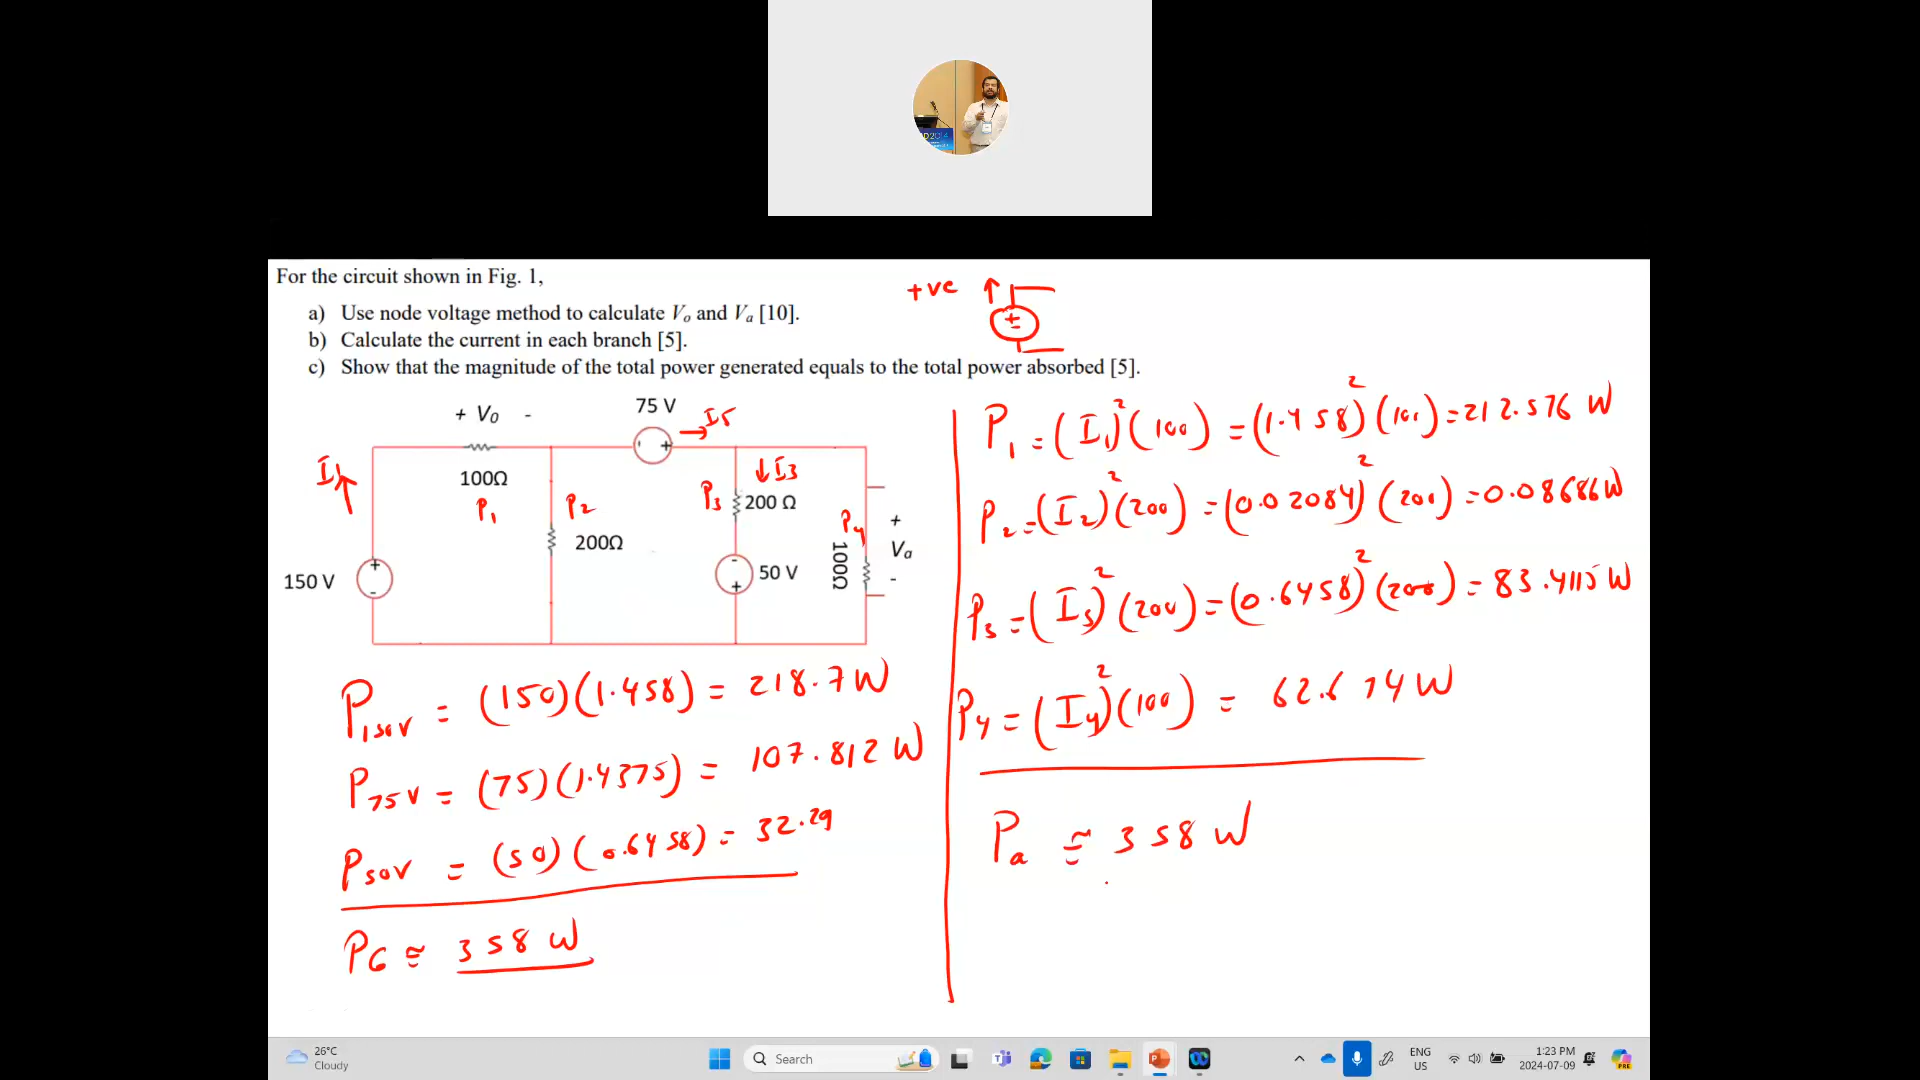 For the circuit shown in Fig. 1,
a) Use node voltage method to calculate Vo and Va [10].
b) Calculate the current in each branch [5].
c) Show that the magnitude of the total power generated equals to the total power absorbed [5].
+ve
+
-
+ Vo -
75 V
I5
I1
100Ω
P1
P2
200Ω
- +
I3
P3
200 Ω
P4
100Ω
+
Va
-
150 V
+
-
50 V
-
+
P150V = (150)(1.458) = 218.7 W
P75V = (75)(1.4375) = 107.812 W
P50V = (50)(0.6458) = 32.29
PG ≅ 358 W
P1 = (I1)²(100) = (1.458)²(100) = 212.576 W
P2 = (I2)²(200) = (0.02084)²(200) = 0.08686 W
P3 = (I3)²(200) = (0.6458)²(200) = 83.4115 W
P4 = (I4)²(100) = 62.674 W
Pa ≅ 358 W
26°C
Cloudy
Search
ENG
US
1:23 PM
2024-07-09
PRE